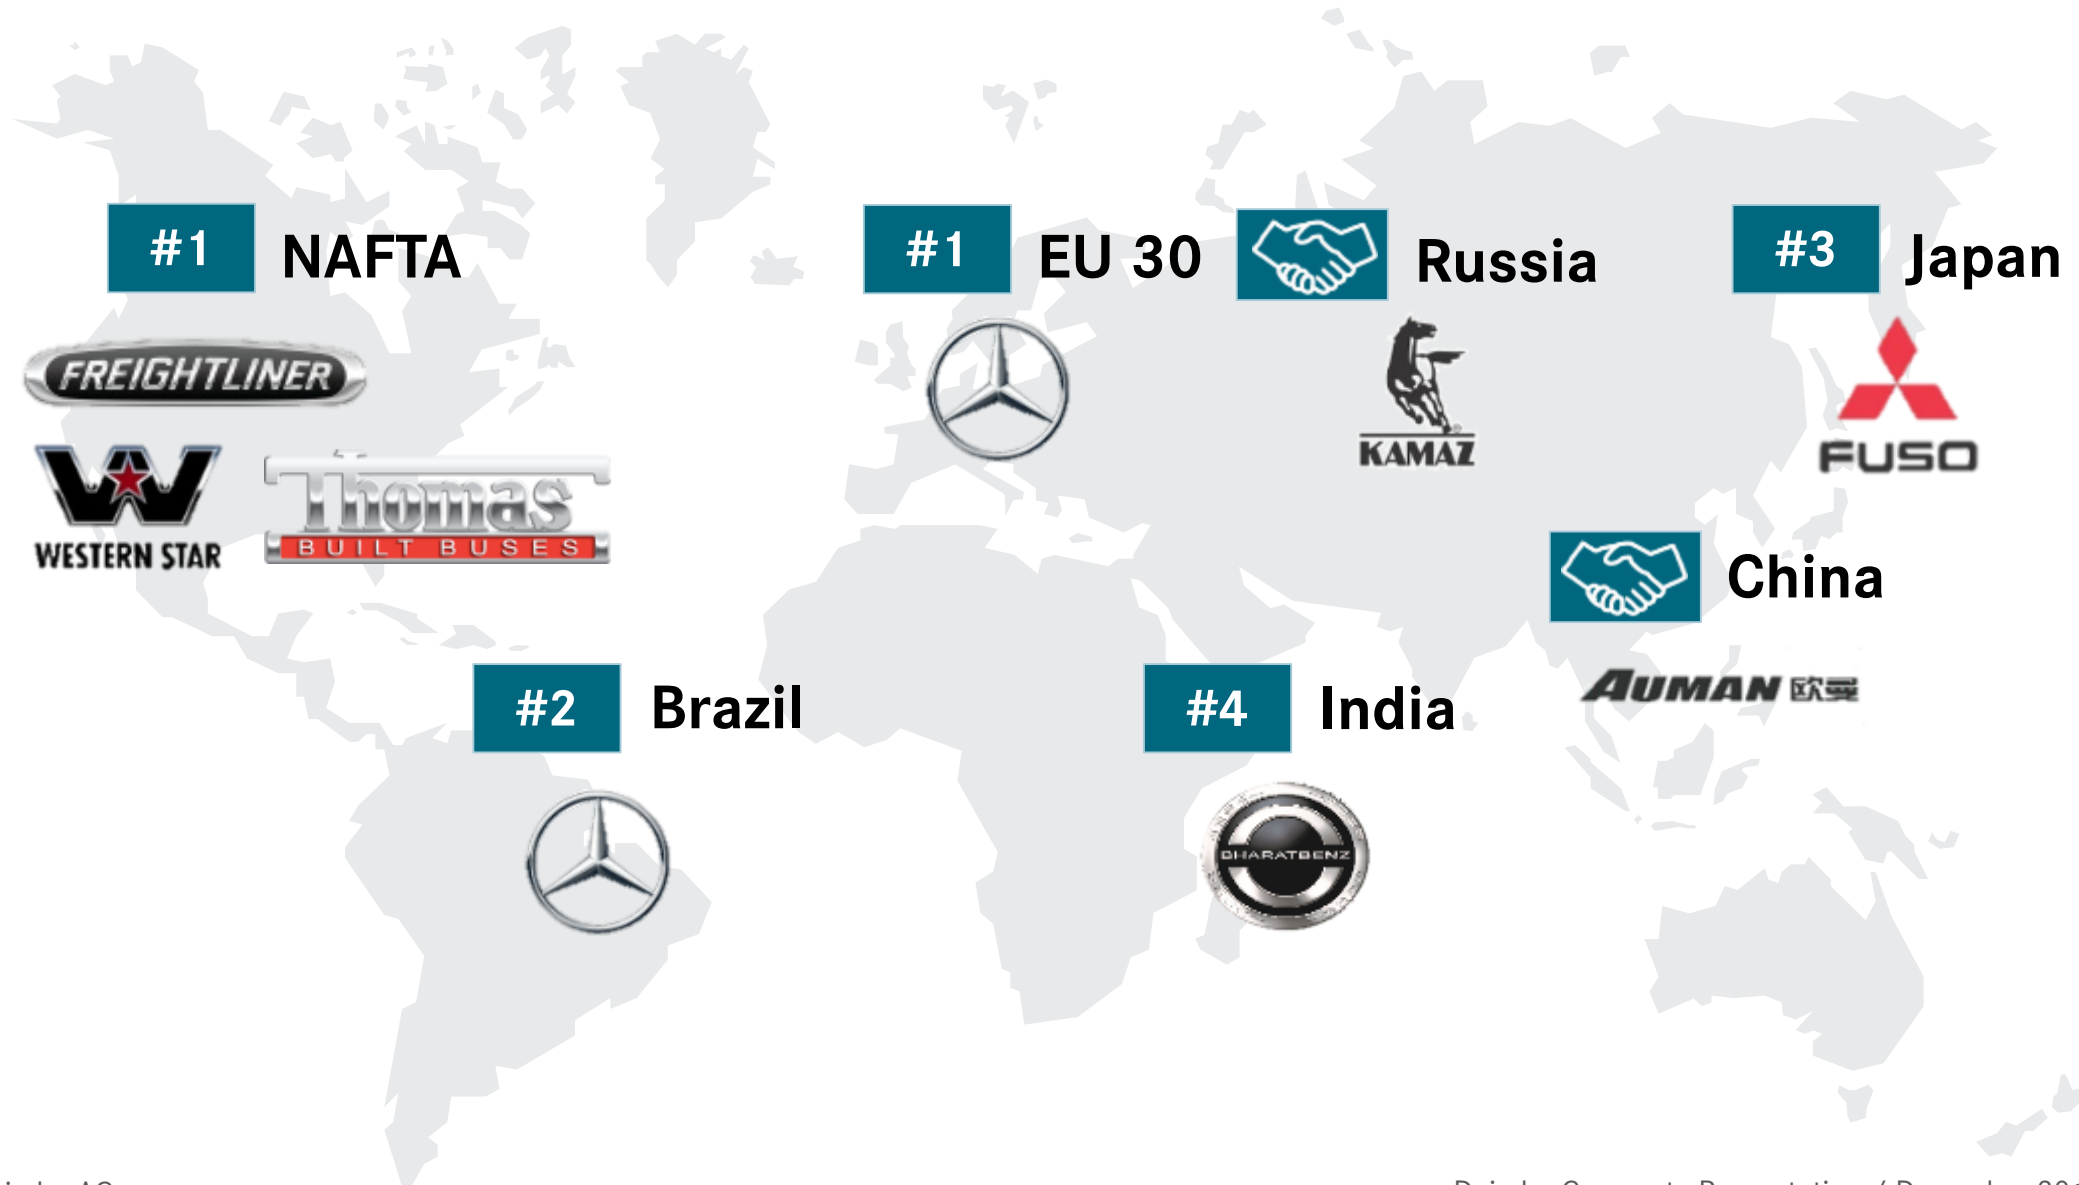 #1 NAFTA
#1 EU 30
Russia
#3 Japan
FREIGHTLINER
WESTERN STAR
Thomas
BUILT BUSES
KAMAZ
FUSO
China
AUMAN 欧曼
#2 Brazil
#4 India
BHARATBENZ